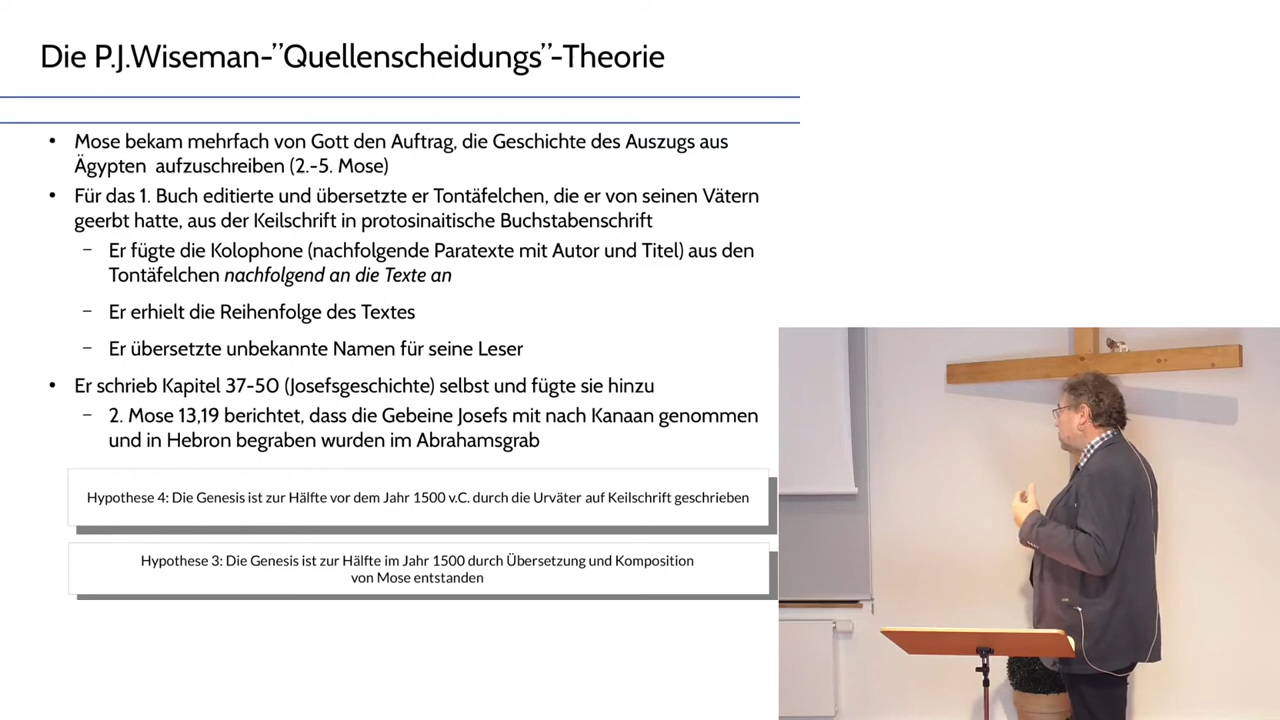 Die P.J.Wiseman-”Quellenscheidungs”-Theorie
• Mose bekam mehrfach von Gott den Auftrag, die Geschichte des Auszugs aus
Ägypten aufzuschreiben (2.-5. Mose)
• Für das 1. Buch editierte und übersetzte er Tontäfelchen, die er von seinen Vätern
geerbt hatte, aus der Keilschrift in protosinaitische Buchstabenschrift
– Er fügte die Kolophone (nachfolgende Paratexte mit Autor und Titel) aus den
Tontäfelchen nachfolgend an die Texte an
– Er erhielt die Reihenfolge des Textes
– Er übersetzte unbekannte Namen für seine Leser
• Er schrieb Kapitel 37-50 (Josefsgeschichte) selbst und fügte sie hinzu
– 2. Mose 13,19 berichtet, dass die Gebeine Josefs mit nach Kanaan genommen
und in Hebron begraben wurden im Abrahamsgrab
Hypothese 4: Die Genesis ist zur Hälfte vor dem Jahr 1500 v.C. durch die Urväter auf Keilschrift geschrieben
Hypothese 3: Die Genesis ist zur Hälfte im Jahr 1500 durch Übersetzung und Komposition
von Mose entstanden